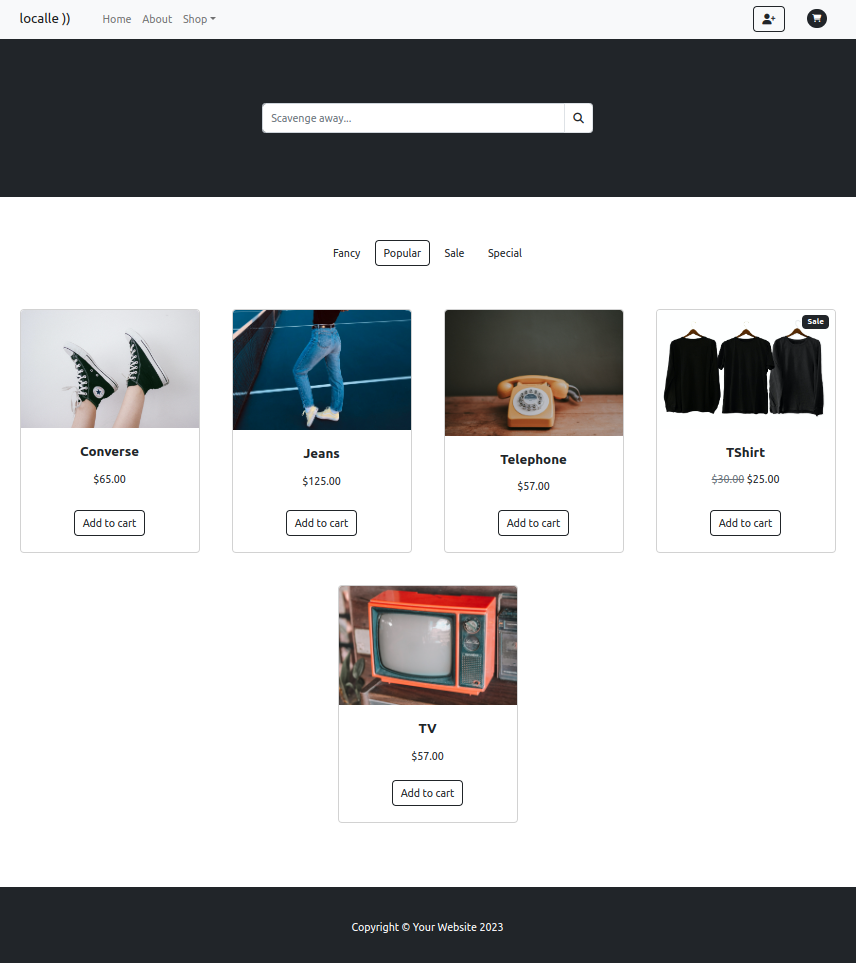 localle )) Home About Shop
Scavenge away...
Fancy Popular Sale Special
Sale
Converse
$65.00
Add to cart
Jeans
$125.00
Add to cart
Telephone
$57.00
Add to cart
TShirt
$30.00 $25.00
Add to cart
TV
$57.00
Add to cart
Copyright © Your Website 2023